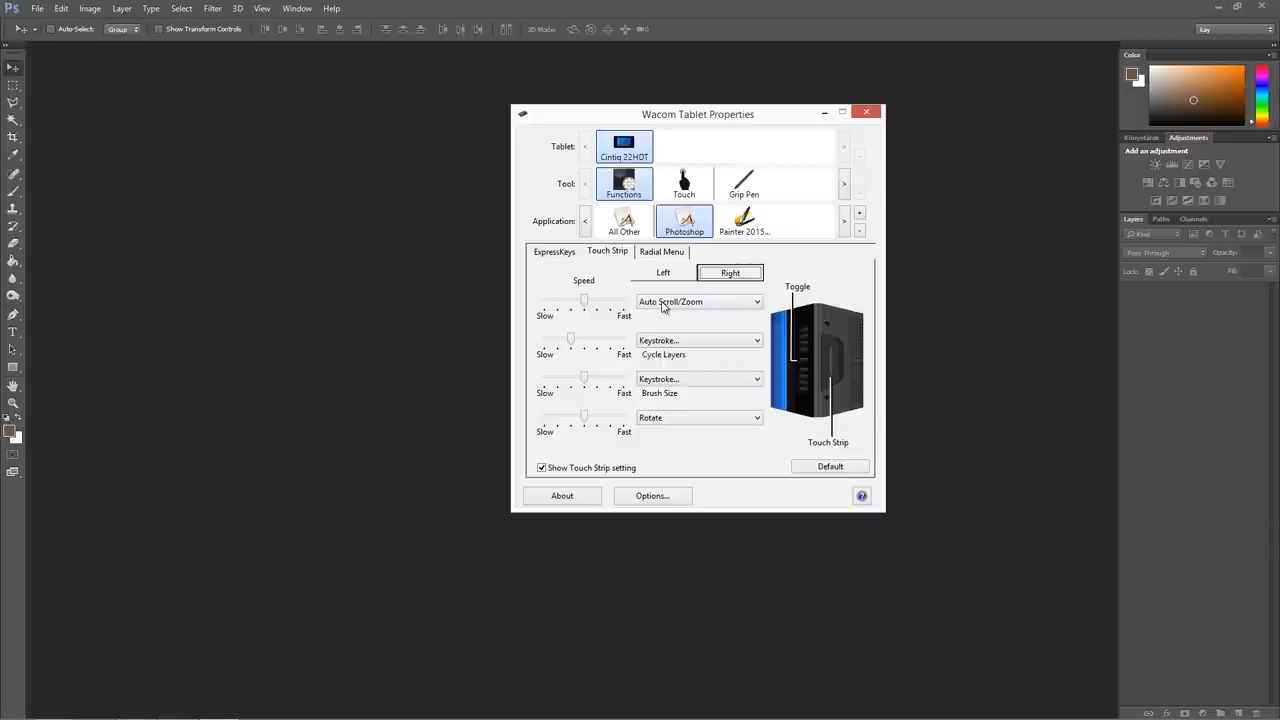 Ps File Edit Image Layer Type Select Filter 3D View Window Help
Auto-Select: Group Show Transform Controls 3D Mode: kay
Color
Könyvtárak Adjustments
Add an adjustment
Layers Paths Channels
Kind
Pass Through Opacity:
Lock: Fill:
Wacom Tablet Properties
Tablet: Cintiq 22HDT
Tool: Functions Touch Grip Pen
Application: All Other Photoshop Painter 2015...
ExpressKeys Touch Strip Radial Menu
Left Right
Speed
Toggle
Auto Scroll/Zoom
Slow Fast
Keystroke...
Slow Fast Cycle Layers
Keystroke...
Slow Fast Brush Size
Rotate
Slow Fast
Touch Strip
Show Touch Strip setting
Default
About Options... ?